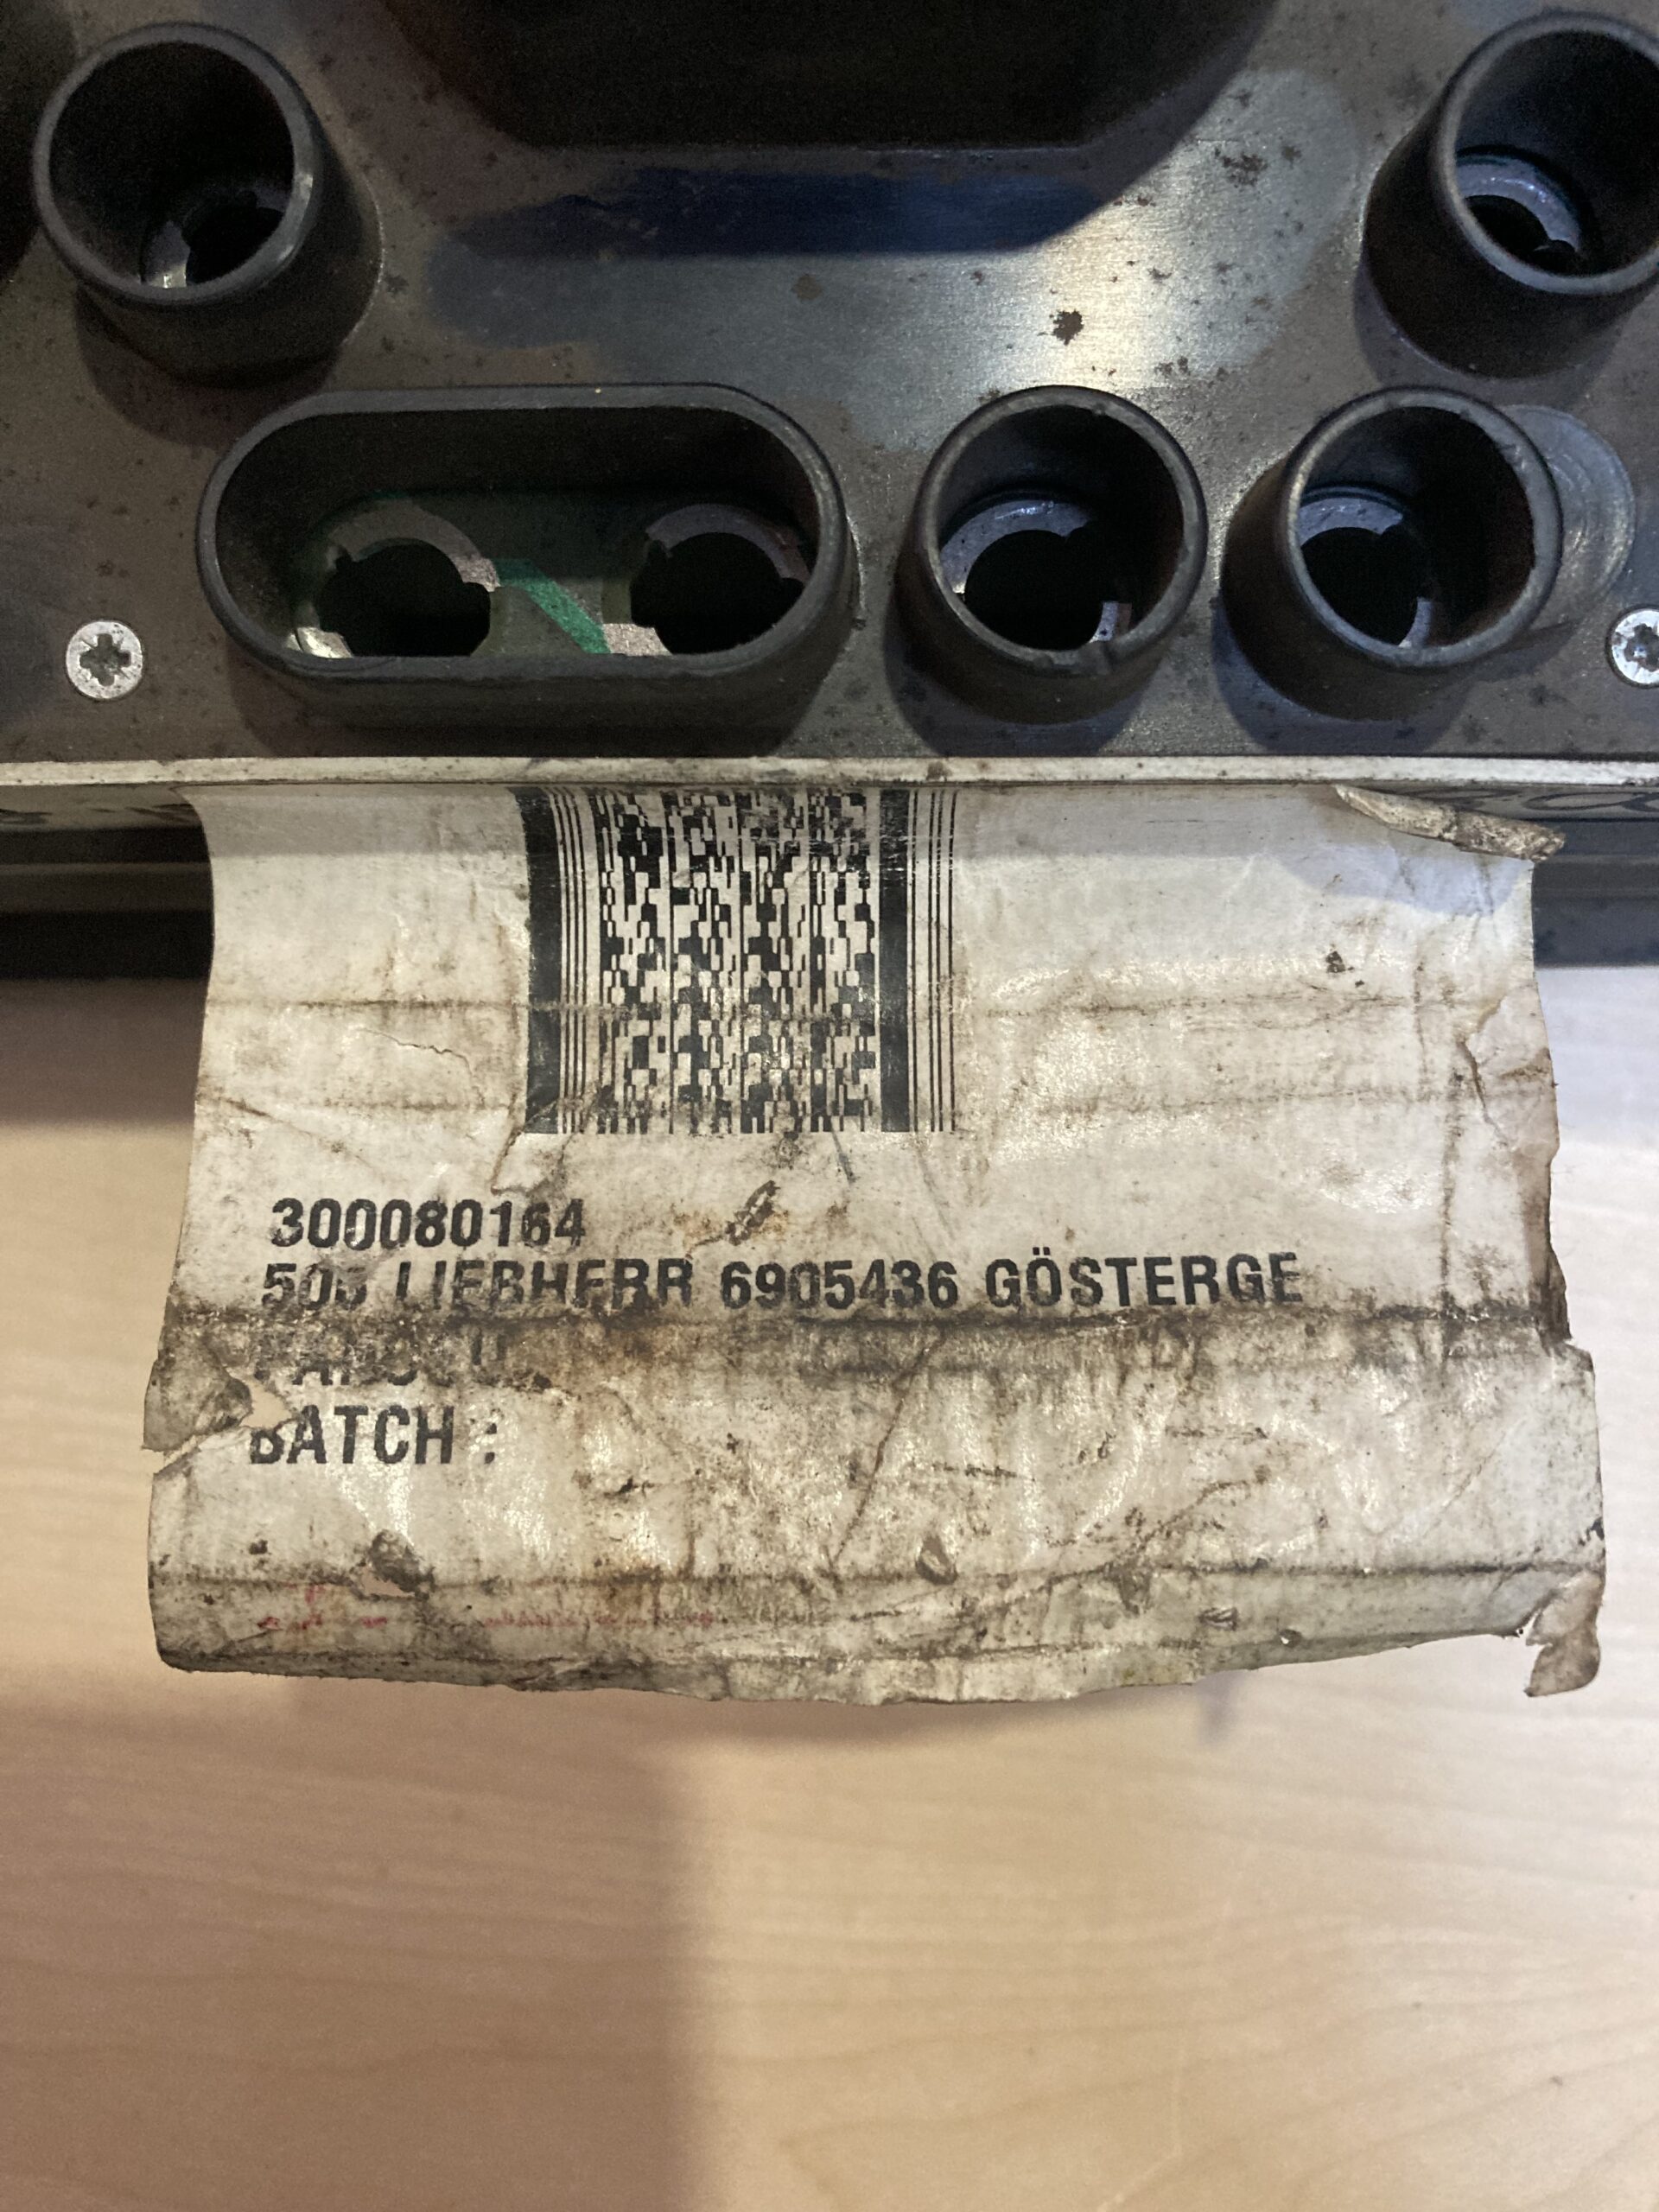 300080164
LIEBHERR 6905436 GÖSTERGE
BATCH :